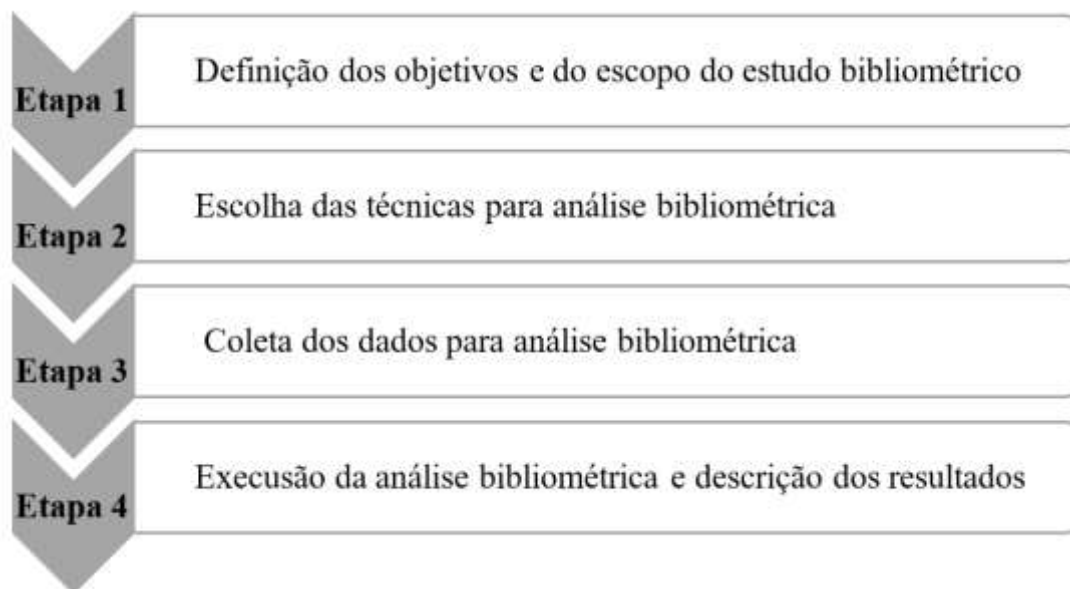 Etapa 1
Definição dos objetivos e do escopo do estudo bibliométrico
Etapa 2
Escolha das técnicas para análise bibliométrica
Etapa 3
Coleta dos dados para análise bibliométrica
Etapa 4
Execusão da análise bibliométrica e descrição dos resultados